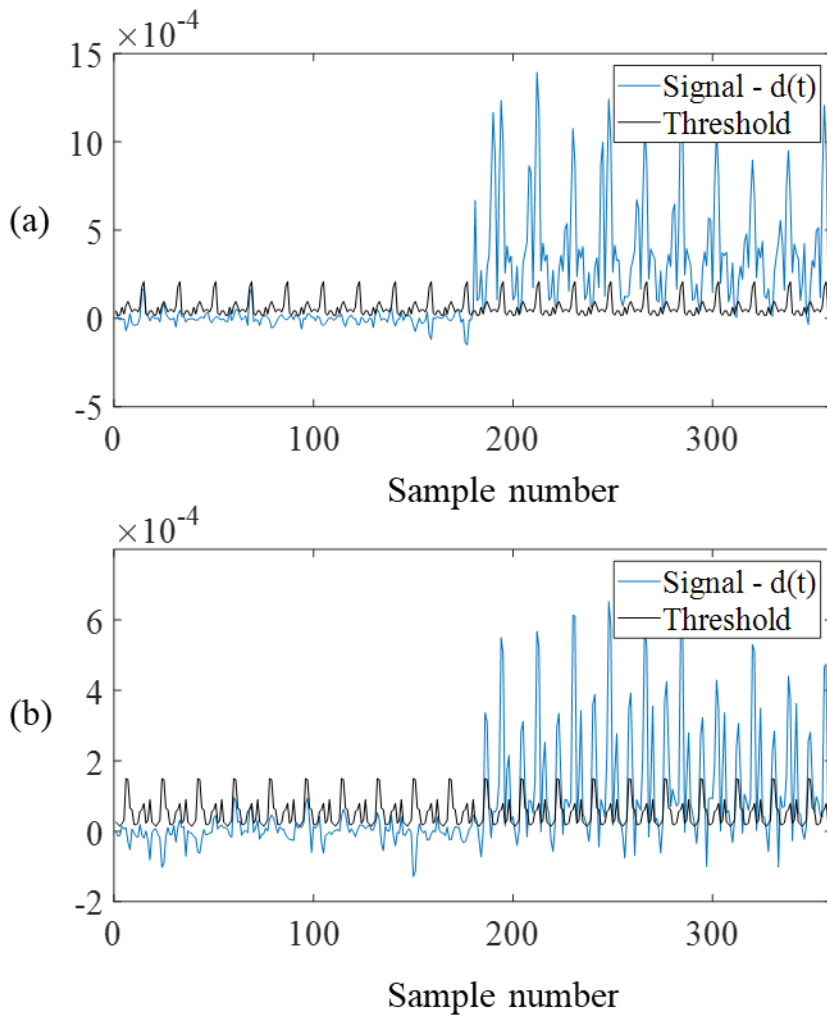 ×10-4
15
10
5
0
-5
Signal - d(t)
Threshold
(a)
0 100 200 300
Sample number
×10-4
6
4
2
0
-2
Signal - d(t)
Threshold
(b)
0 100 200 300
Sample number